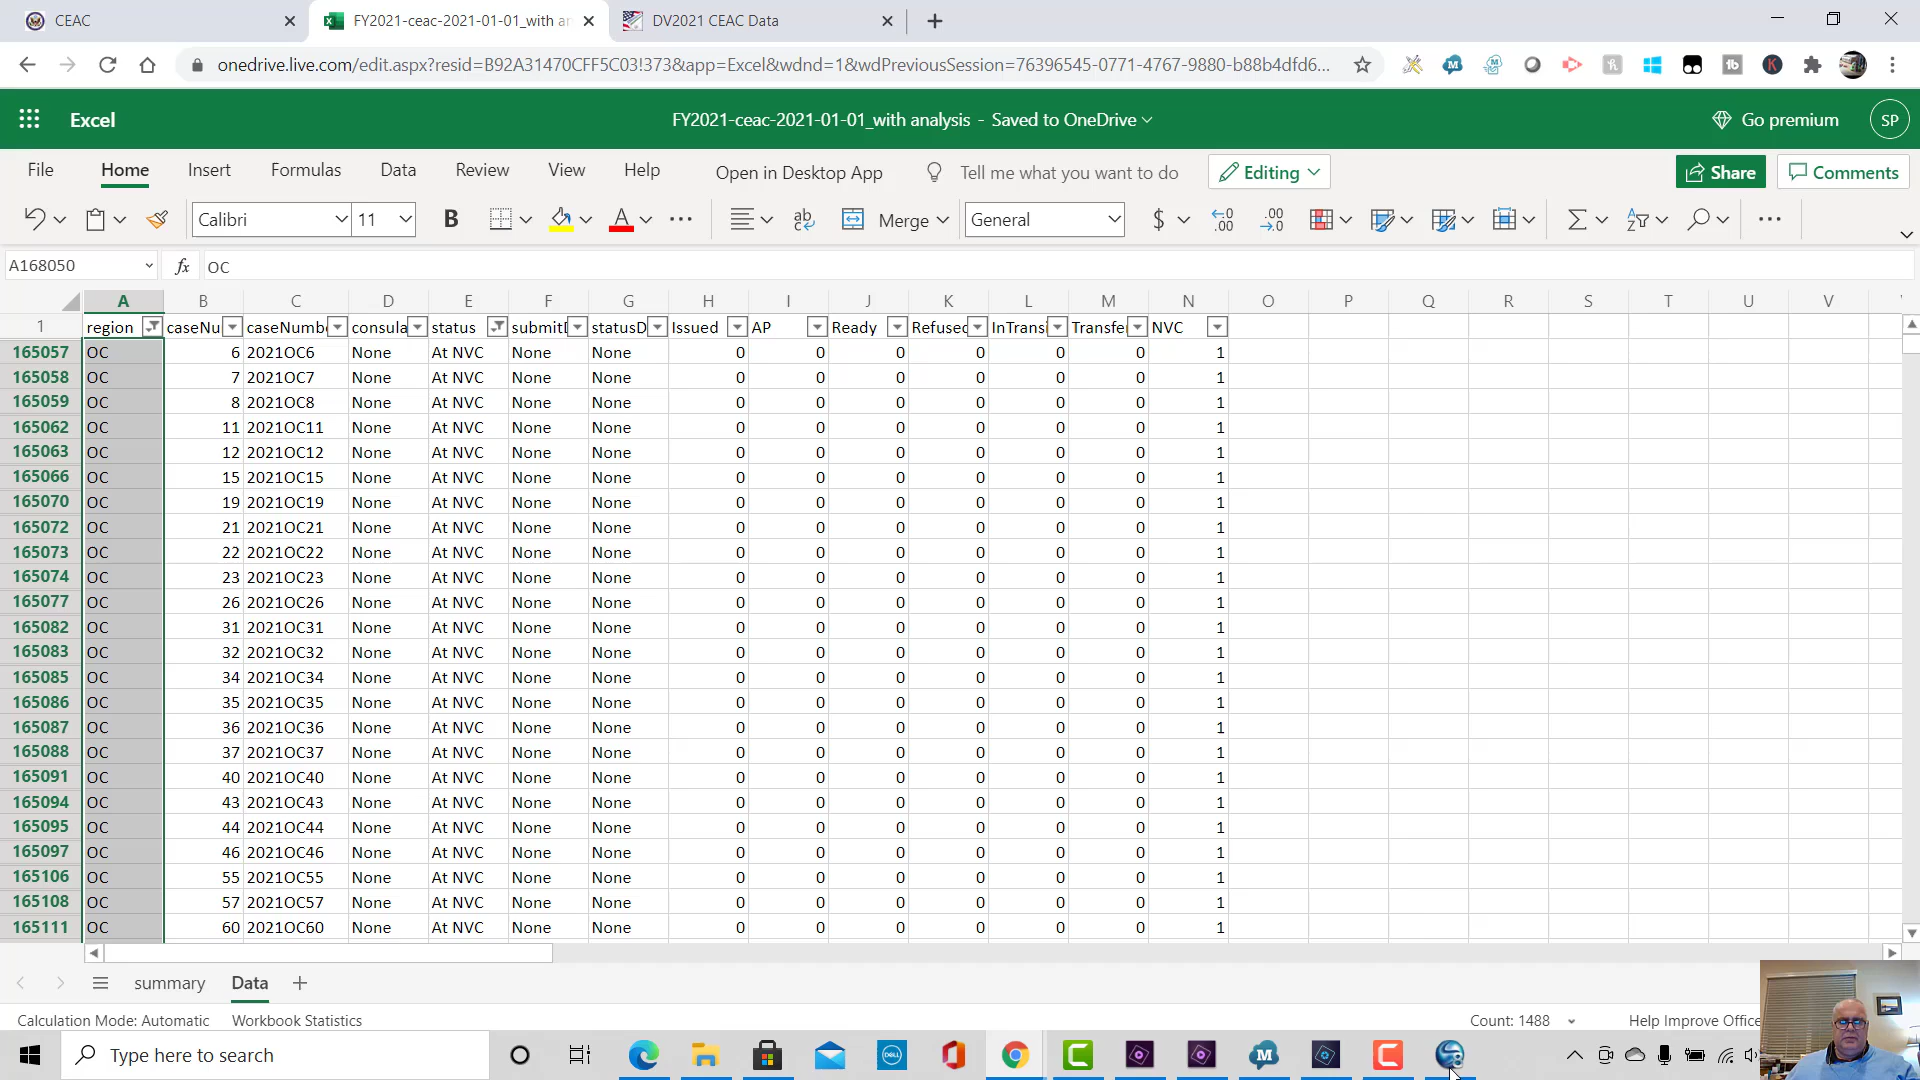 CEAC
FY2021-ceac-2021-01-01_with an
DV2021 CEAC Data
onedrive.live.com/edit.aspx?resid=B92A31470CFF5C03!373&app=Excel&wdnd=1&wdPreviousSession=76396545-0771-4767-9880-b88b4dfd6...
Excel
FY2021-ceac-2021-01-01_with analysis - Saved to OneDrive
Go premium
SP
File Home Insert Formulas Data Review View Help Open in Desktop App Tell me what you want to do Editing Share Comments
Calibri 11 B A ... ab Merge General $ .00 ...
A168050 fx OC
A B C D E F G H I J K L M N O P Q R S T U V
1 region caseNu caseNumb consula status submitD statusD Issued AP Ready Refused InTransi Transfe NVC
165057 OC 6 2021OC6 None At NVC None None 0 0 0 0 0 0 1
165058 OC 7 2021OC7 None At NVC None None 0 0 0 0 0 0 1
165059 OC 8 2021OC8 None At NVC None None 0 0 0 0 0 0 1
165062 OC 11 2021OC11 None At NVC None None 0 0 0 0 0 0 1
165063 OC 12 2021OC12 None At NVC None None 0 0 0 0 0 0 1
165066 OC 15 2021OC15 None At NVC None None 0 0 0 0 0 0 1
165070 OC 19 2021OC19 None At NVC None None 0 0 0 0 0 0 1
165072 OC 21 2021OC21 None At NVC None None 0 0 0 0 0 0 1
165073 OC 22 2021OC22 None At NVC None None 0 0 0 0 0 0 1
165074 OC 23 2021OC23 None At NVC None None 0 0 0 0 0 0 1
165077 OC 26 2021OC26 None At NVC None None 0 0 0 0 0 0 1
165082 OC 31 2021OC31 None At NVC None None 0 0 0 0 0 0 1
165083 OC 32 2021OC32 None At NVC None None 0 0 0 0 0 0 1
165085 OC 34 2021OC34 None At NVC None None 0 0 0 0 0 0 1
165086 OC 35 2021OC35 None At NVC None None 0 0 0 0 0 0 1
165087 OC 36 2021OC36 None At NVC None None 0 0 0 0 0 0 1
165088 OC 37 2021OC37 None At NVC None None 0 0 0 0 0 0 1
165091 OC 40 2021OC40 None At NVC None None 0 0 0 0 0 0 1
165094 OC 43 2021OC43 None At NVC None None 0 0 0 0 0 0 1
165095 OC 44 2021OC44 None At NVC None None 0 0 0 0 0 0 1
165097 OC 46 2021OC46 None At NVC None None 0 0 0 0 0 0 1
165106 OC 55 2021OC55 None At NVC None None 0 0 0 0 0 0 1
165108 OC 57 2021OC57 None At NVC None None 0 0 0 0 0 0 1
165111 OC 60 2021OC60 None At NVC None None 0 0 0 0 0 0 1
summary Data
Calculation Mode: Automatic Workbook Statistics Count: 1488 Help Improve Office
Type here to search